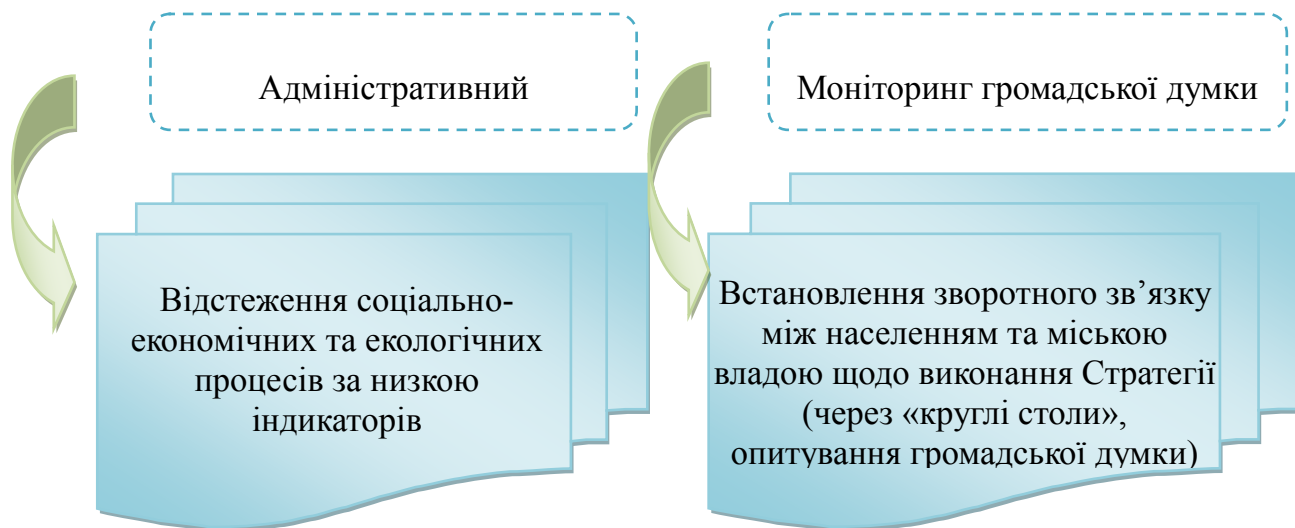 Адміністративний
Моніторинг громадської думки
Відстеження соціально-
економічних та екологічних
процесів за низкою
індикаторів
Встановлення зворотного зв’язку
між населенням та міською
владою щодо виконання Стратегії
(через «круглі столи»,
опитування громадської думки)